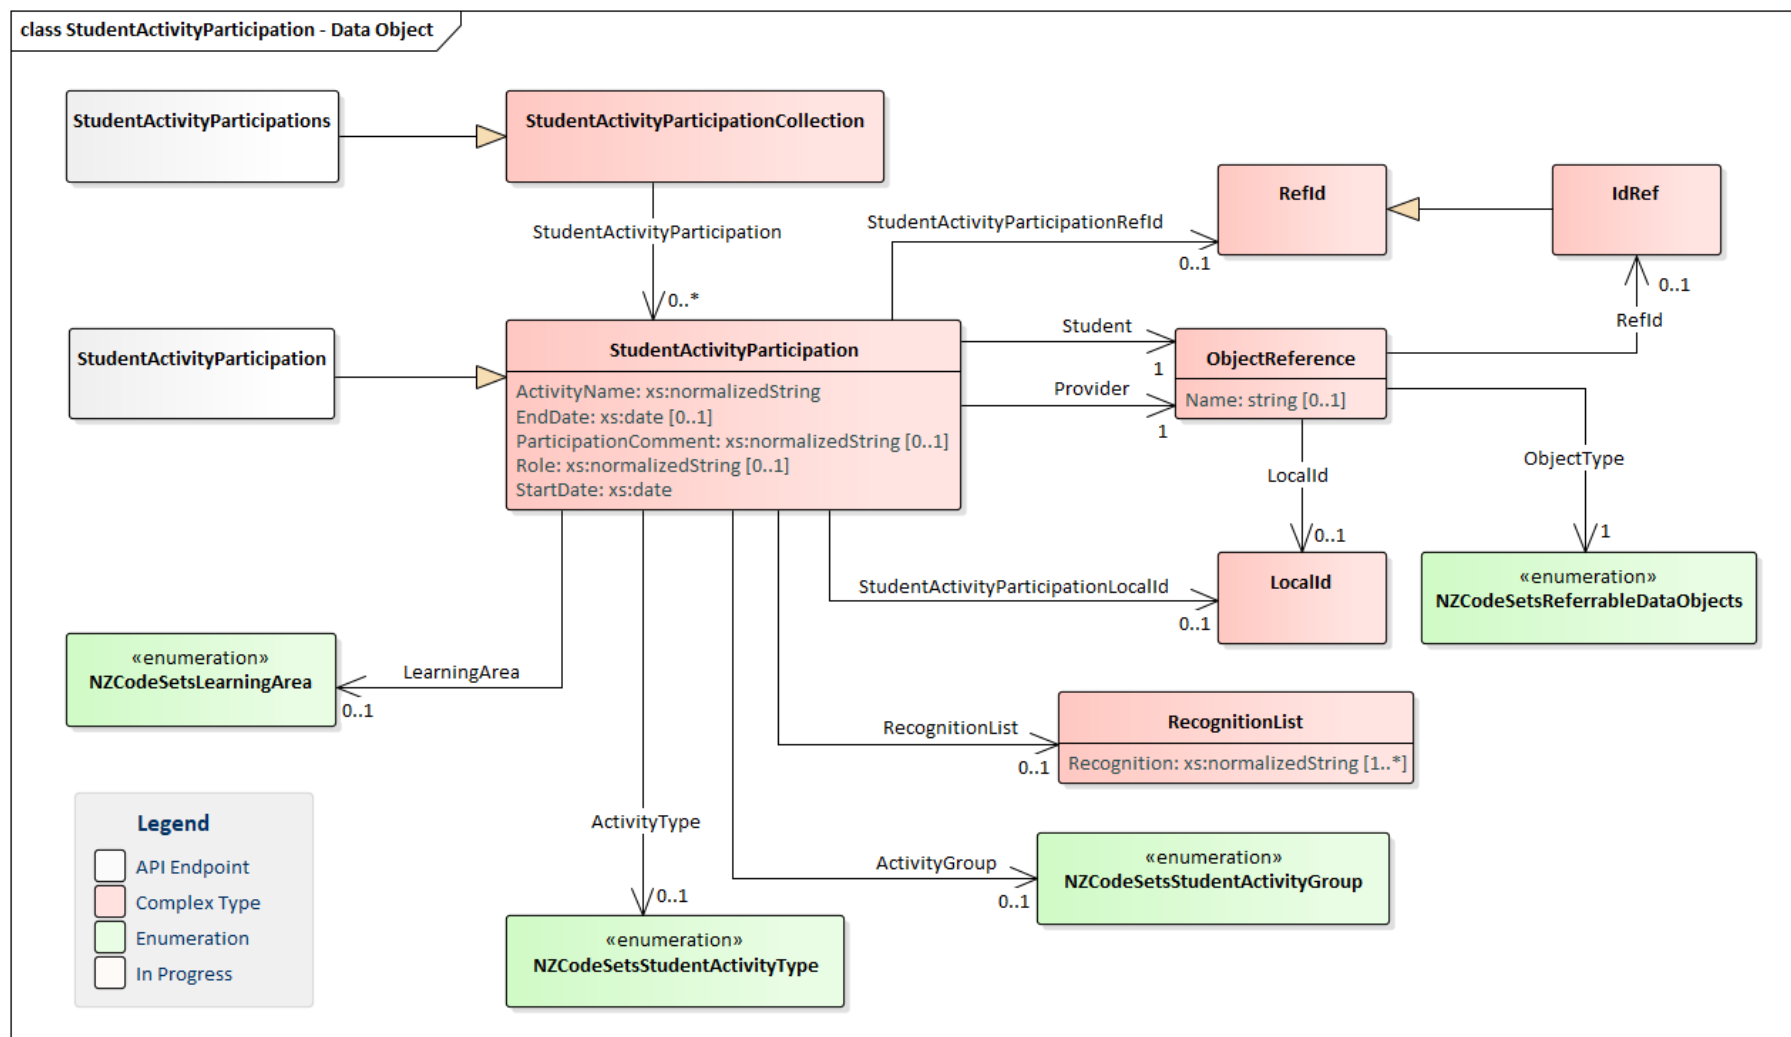 class StudentActivityParticipation - Data Object
StudentActivityParticipations
StudentActivityParticipationCollection
RefId
IdRef
StudentActivityParticipation
0..*
StudentActivityParticipationRefId
0..1
0..1
RefId
StudentActivityParticipation
StudentActivityParticipation
ActivityName: xs:normalizedString
EndDate: xs:date [0..1]
ParticipationComment: xs:normalizedString [0..1]
Role: xs:normalizedString [0..1]
StartDate: xs:date
Student
1
Provider
1
ObjectReference
Name: string [0..1]
LocalId
0..1
ObjectType
1
StudentActivityParticipationLocalId
0..1
LocalId
«enumeration»
NZCodeSetsReferrableDataObjects
«enumeration»
NZCodeSetsLearningArea
LearningArea
0..1
RecognitionList
0..1
RecognitionList
Recognition: xs:normalizedString [1..*]
ActivityType
0..1
ActivityGroup
0..1
«enumeration»
NZCodeSetsStudentActivityGroup
«enumeration»
NZCodeSetsStudentActivityType
Legend
API Endpoint
Complex Type
Enumeration
In Progress